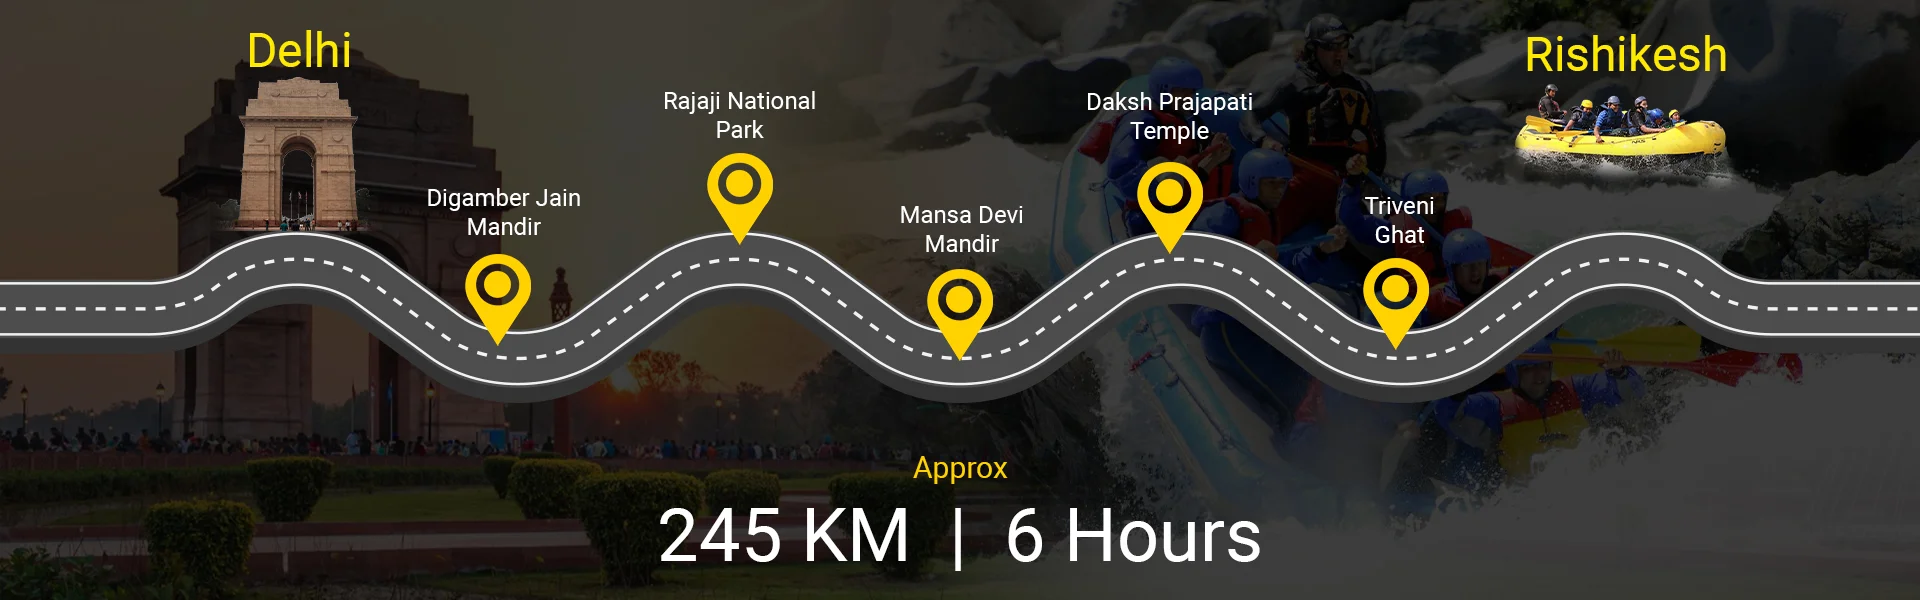 Delhi
Digamber Jain
Mandir
Rajaji National
Park
Mansa Devi
Mandir
Daksh Prajapati
Temple
Triveni
Ghat
Rishikesh
Approx
245 KM | 6 Hours